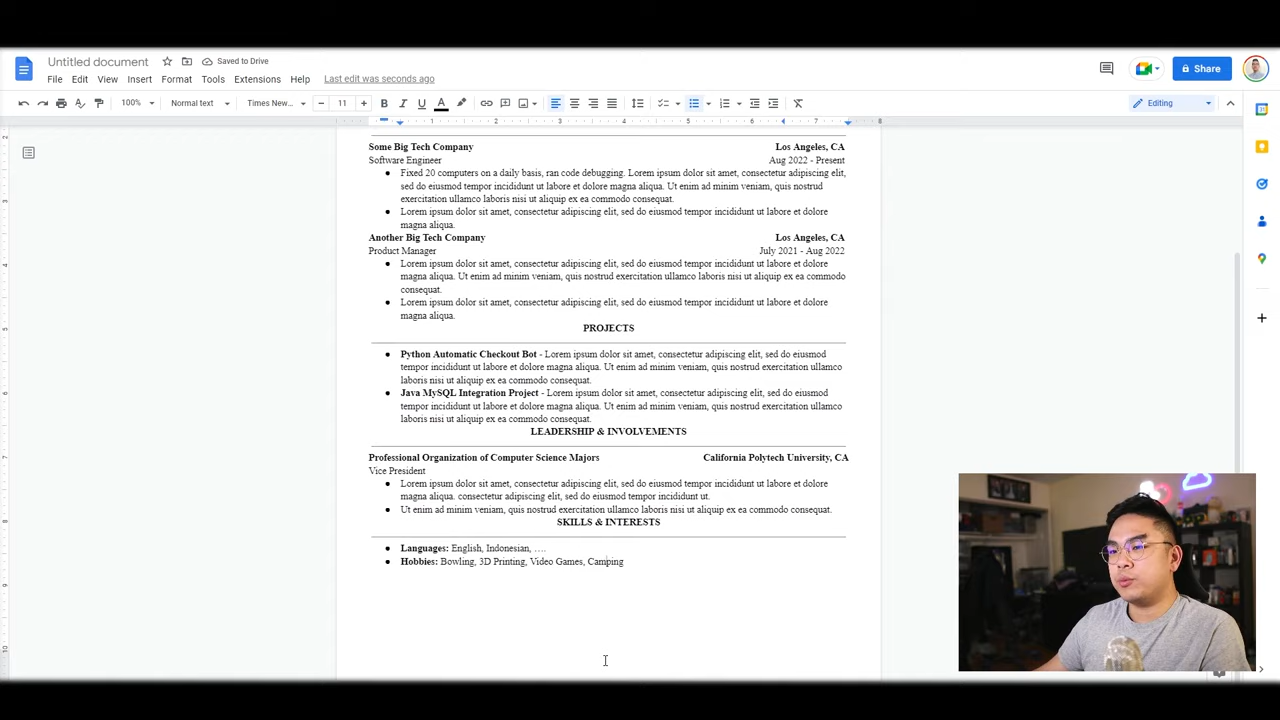 Untitled document
Saved to Drive
File Edit View Insert Format Tools Extensions Help Last edit was seconds ago
Share
100% Normal text Times New... 11 B I U A Editing
1 2 3 4 5 6 7 8
Some Big Tech Company Los Angeles, CA
Software Engineer Aug 2022 - Present
● Fixed 20 computers on a daily basis, ran code debugging. Lorem ipsum dolor sit amet, consectetur adipiscing elit,
sed do eiusmod tempor incididunt ut labore et dolore magna aliqua. Ut enim ad minim veniam, quis nostrud
exercitation ullamco laboris nisi ut aliquip ex ea commodo consequat.
● Lorem ipsum dolor sit amet, consectetur adipiscing elit, sed do eiusmod tempor incididunt ut labore et dolore
magna aliqua.
Another Big Tech Company Los Angeles, CA
Product Manager July 2021 - Aug 2022
● Lorem ipsum dolor sit amet, consectetur adipiscing elit, sed do eiusmod tempor incididunt ut labore et dolore
magna aliqua. Ut enim ad minim veniam, quis nostrud exercitation ullamco laboris nisi ut aliquip ex ea commodo
consequat.
● Lorem ipsum dolor sit amet, consectetur adipiscing elit, sed do eiusmod tempor incididunt ut labore et dolore
magna aliqua.
PROJECTS
● Python Automatic Checkout Bot - Lorem ipsum dolor sit amet, consectetur adipiscing elit, sed do eiusmod
tempor incididunt ut labore et dolore magna aliqua. Ut enim ad minim veniam, quis nostrud exercitation ullamco
laboris nisi ut aliquip ex ea commodo consequat.
● Java MySQL Integration Project - Lorem ipsum dolor sit amet, consectetur adipiscing elit, sed do eiusmod
tempor incididunt ut labore et dolore magna aliqua. Ut enim ad minim veniam, quis nostrud exercitation ullamco
laboris nisi ut aliquip ex ea commodo consequat.
LEADERSHIP & INVOLVEMENTS
Professional Organization of Computer Science Majors California Polytech University, CA
Vice President
● Lorem ipsum dolor sit amet, consectetur adipiscing elit, sed do eiusmod tempor incididunt ut labore et dolore
magna aliqua. consectetur adipiscing elit, sed do eiusmod tempor incididunt ut.
● Ut enim ad minim veniam, quis nostrud exercitation ullamco laboris nisi ut aliquip ex ea commodo consequat.
SKILLS & INTERESTS
● Languages: English, Indonesian, ….
● Hobbies: Bowling, 3D Printing, Video Games, Camping